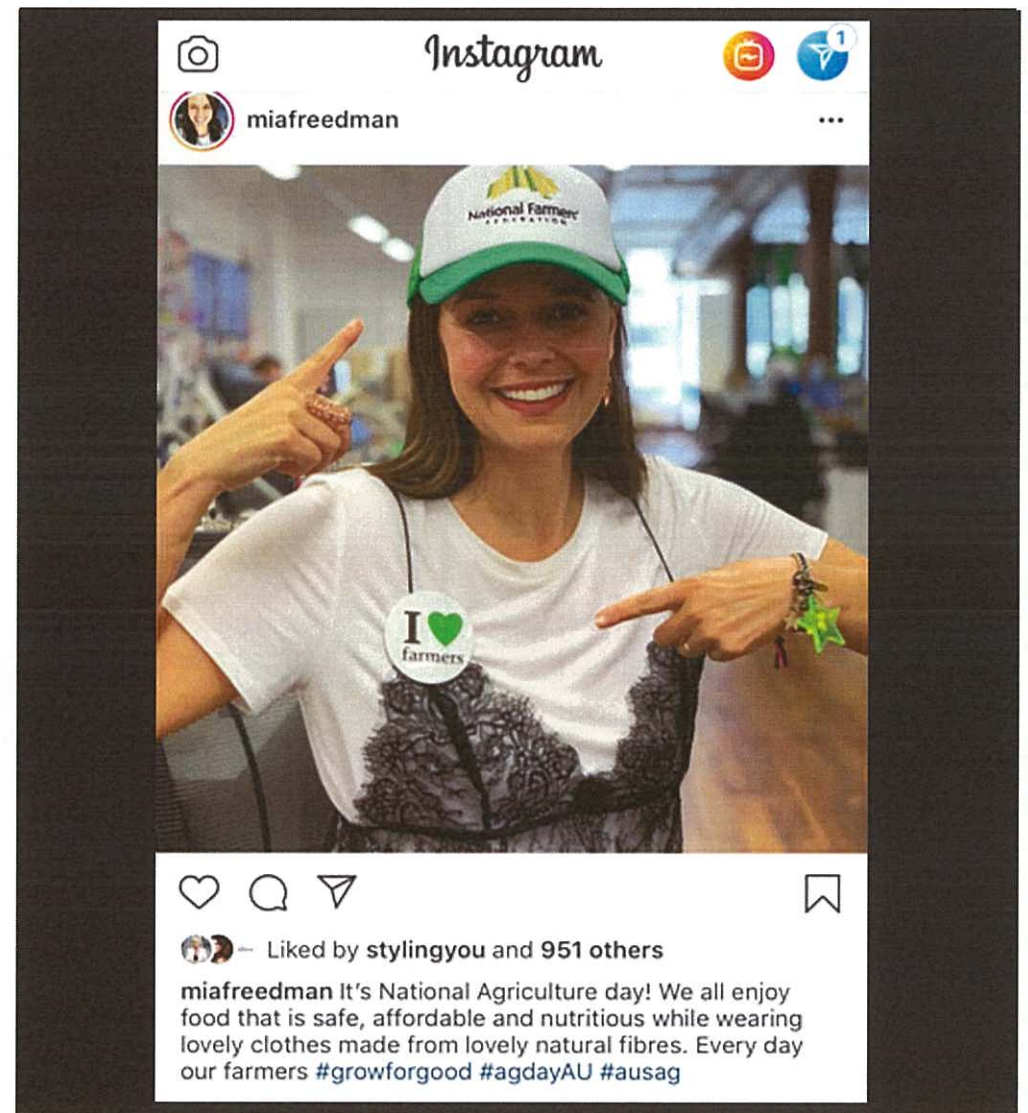 Instagram
1
miafreedman
National Farmers'
FEDERATION
I
farmers
Liked by stylingyou and 951 others
miafreedman It's National Agriculture day! We all enjoy
food that is safe, affordable and nutritious while wearing
lovely clothes made from lovely natural fibres. Every day
our farmers #growforgood #agdayAU #ausag